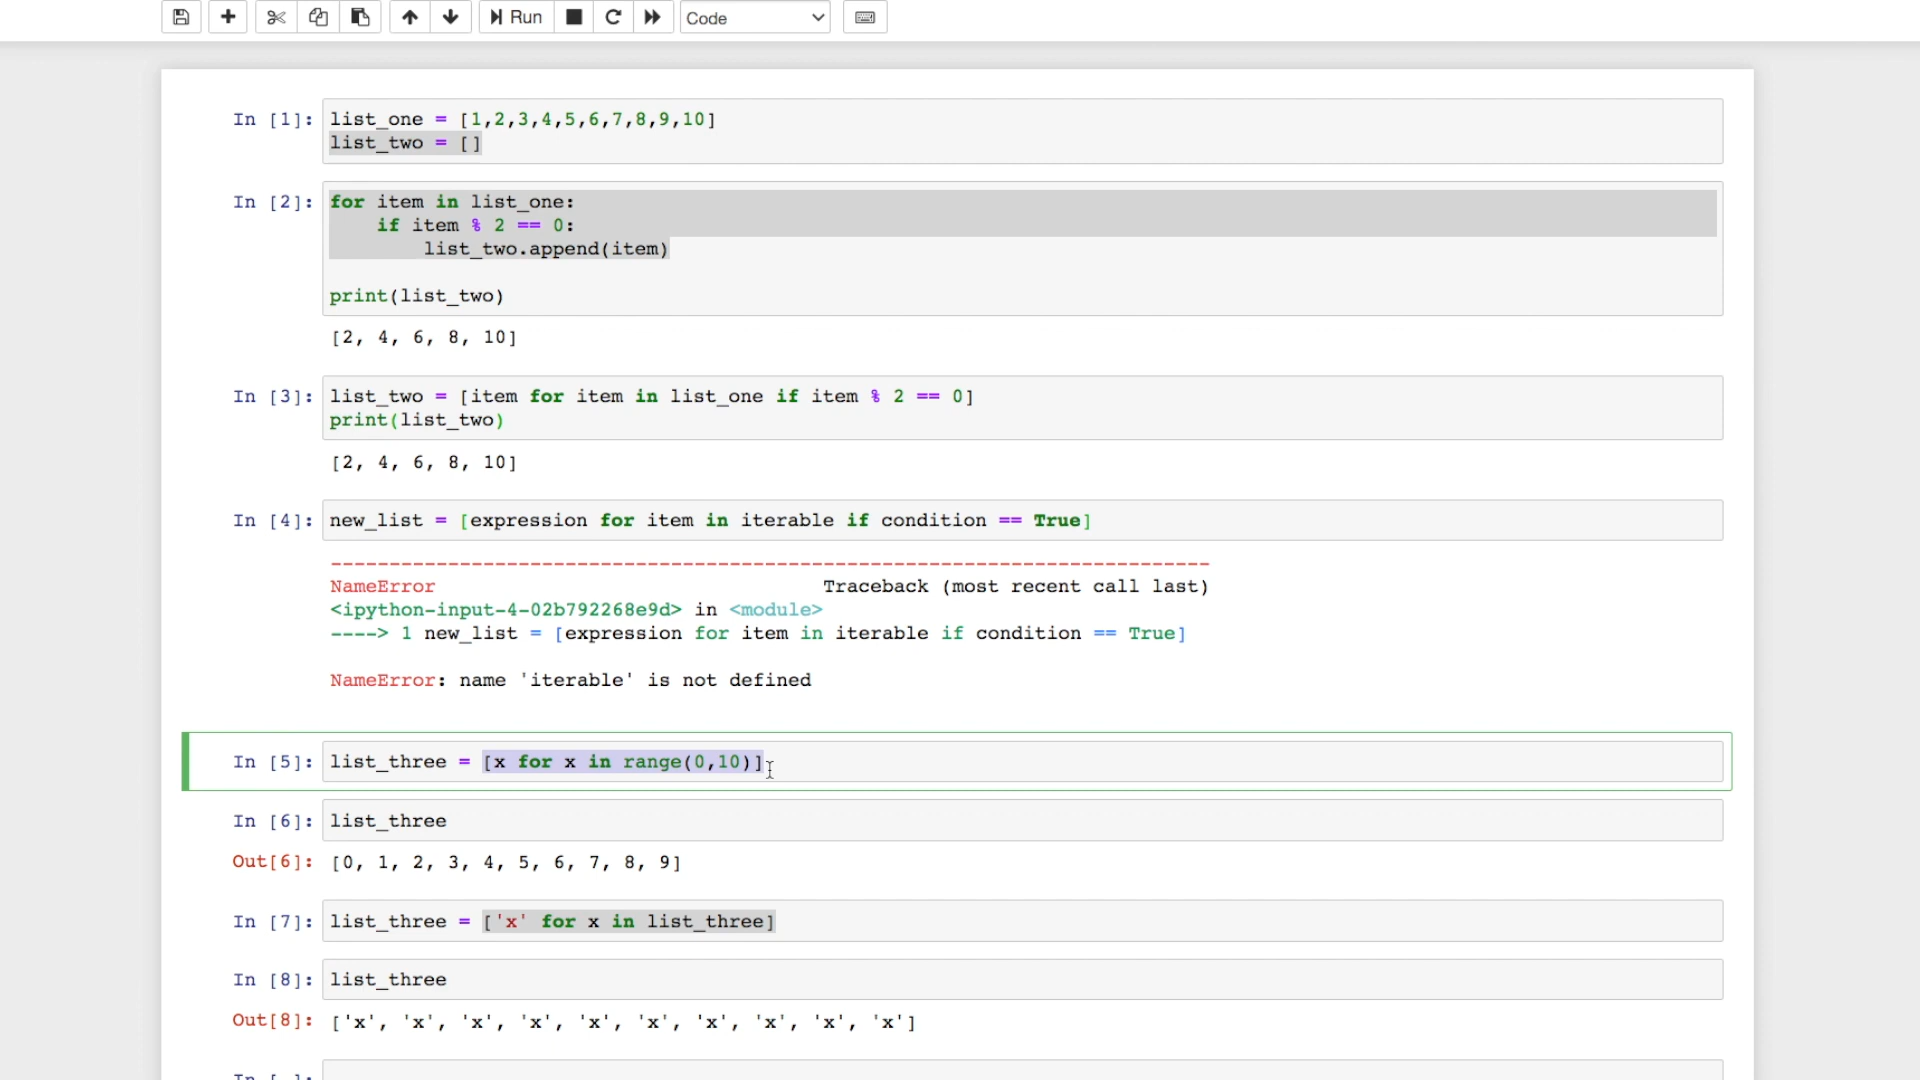 Run Code
In [1]: list_one = [1,2,3,4,5,6,7,8,9,10]
list_two = []
In [2]: for item in list_one:
if item % 2 == 0:
list_two.append(item)
print(list_two)
[2, 4, 6, 8, 10]
In [3]: list_two = [item for item in list_one if item % 2 == 0]
print(list_two)
[2, 4, 6, 8, 10]
In [4]: new_list = [expression for item in iterable if condition == True]
---------------------------------------------------------------------------
NameError Traceback (most recent call last)
<ipython-input-4-02b792268e9d> in <module>
----> 1 new_list = [expression for item in iterable if condition == True]
NameError: name 'iterable' is not defined
In [5]: list_three = [x for x in range(0,10)]
In [6]: list_three
Out[6]: [0, 1, 2, 3, 4, 5, 6, 7, 8, 9]
In [7]: list_three = ['x' for x in list_three]
In [8]: list_three
Out[8]: ['x', 'x', 'x', 'x', 'x', 'x', 'x', 'x', 'x', 'x']